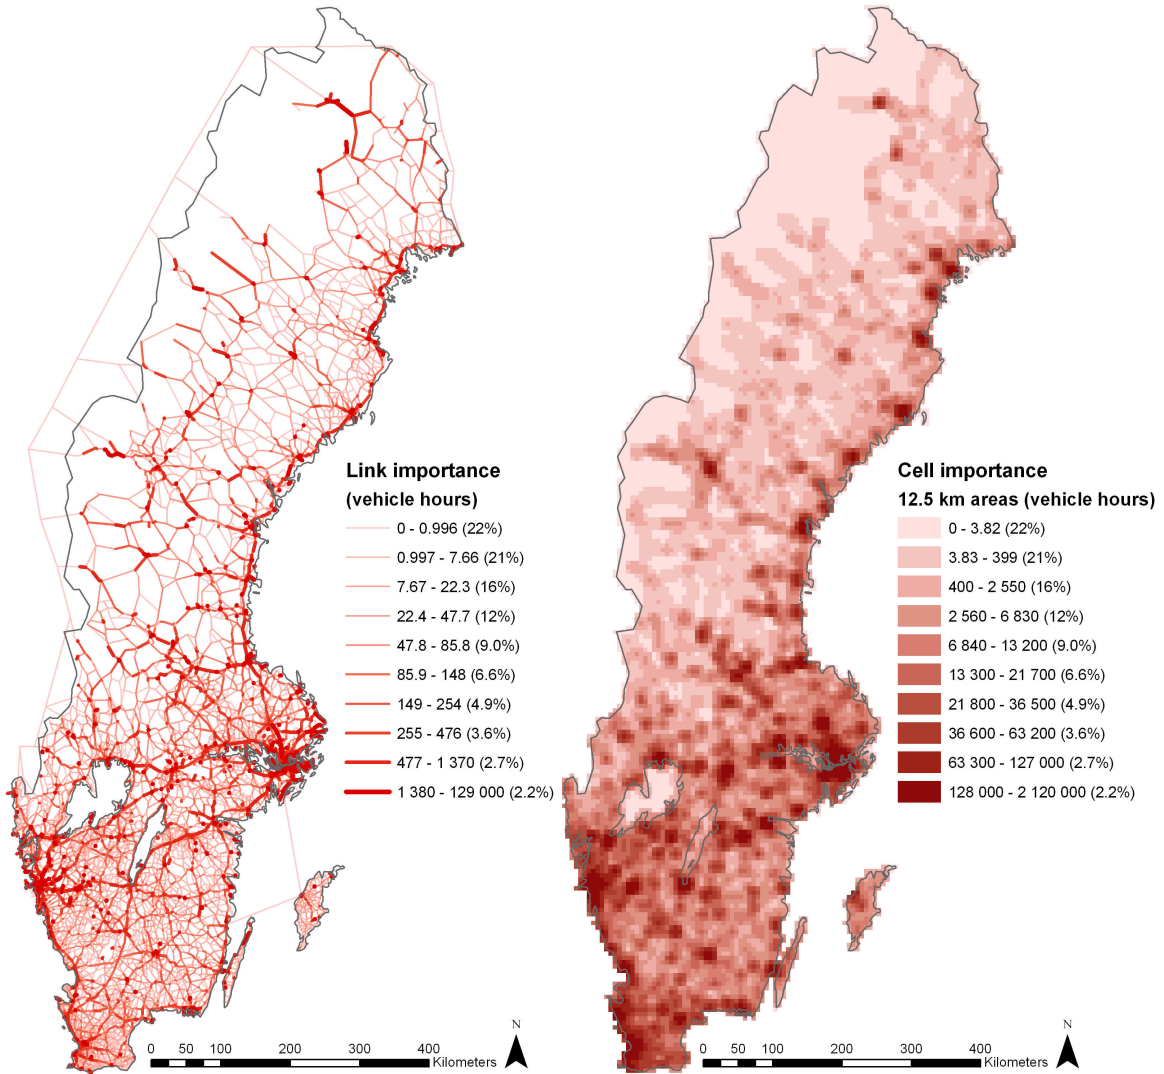 Link importance
(vehicle hours)
0 - 0.996 (22%)
0.997 - 7.66 (21%)
7.67 - 22.3 (16%)
22.4 - 47.7 (12%)
47.8 - 85.8 (9.0%)
85.9 - 148 (6.6%)
149 - 254 (4.9%)
255 - 476 (3.6%)
477 - 1 370 (2.7%)
1 380 - 129 000 (2.2%)
N
0 50 100 200 300 400
Kilometers
Cell importance
12.5 km areas (vehicle hours)
0 - 3.82 (22%)
3.83 - 399 (21%)
400 - 2 550 (16%)
2 560 - 6 830 (12%)
6 840 - 13 200 (9.0%)
13 300 - 21 700 (6.6%)
21 800 - 36 500 (4.9%)
36 600 - 63 200 (3.6%)
63 300 - 127 000 (2.7%)
128 000 - 2 120 000 (2.2%)
N
0 50 100 200 300 400
Kilometers